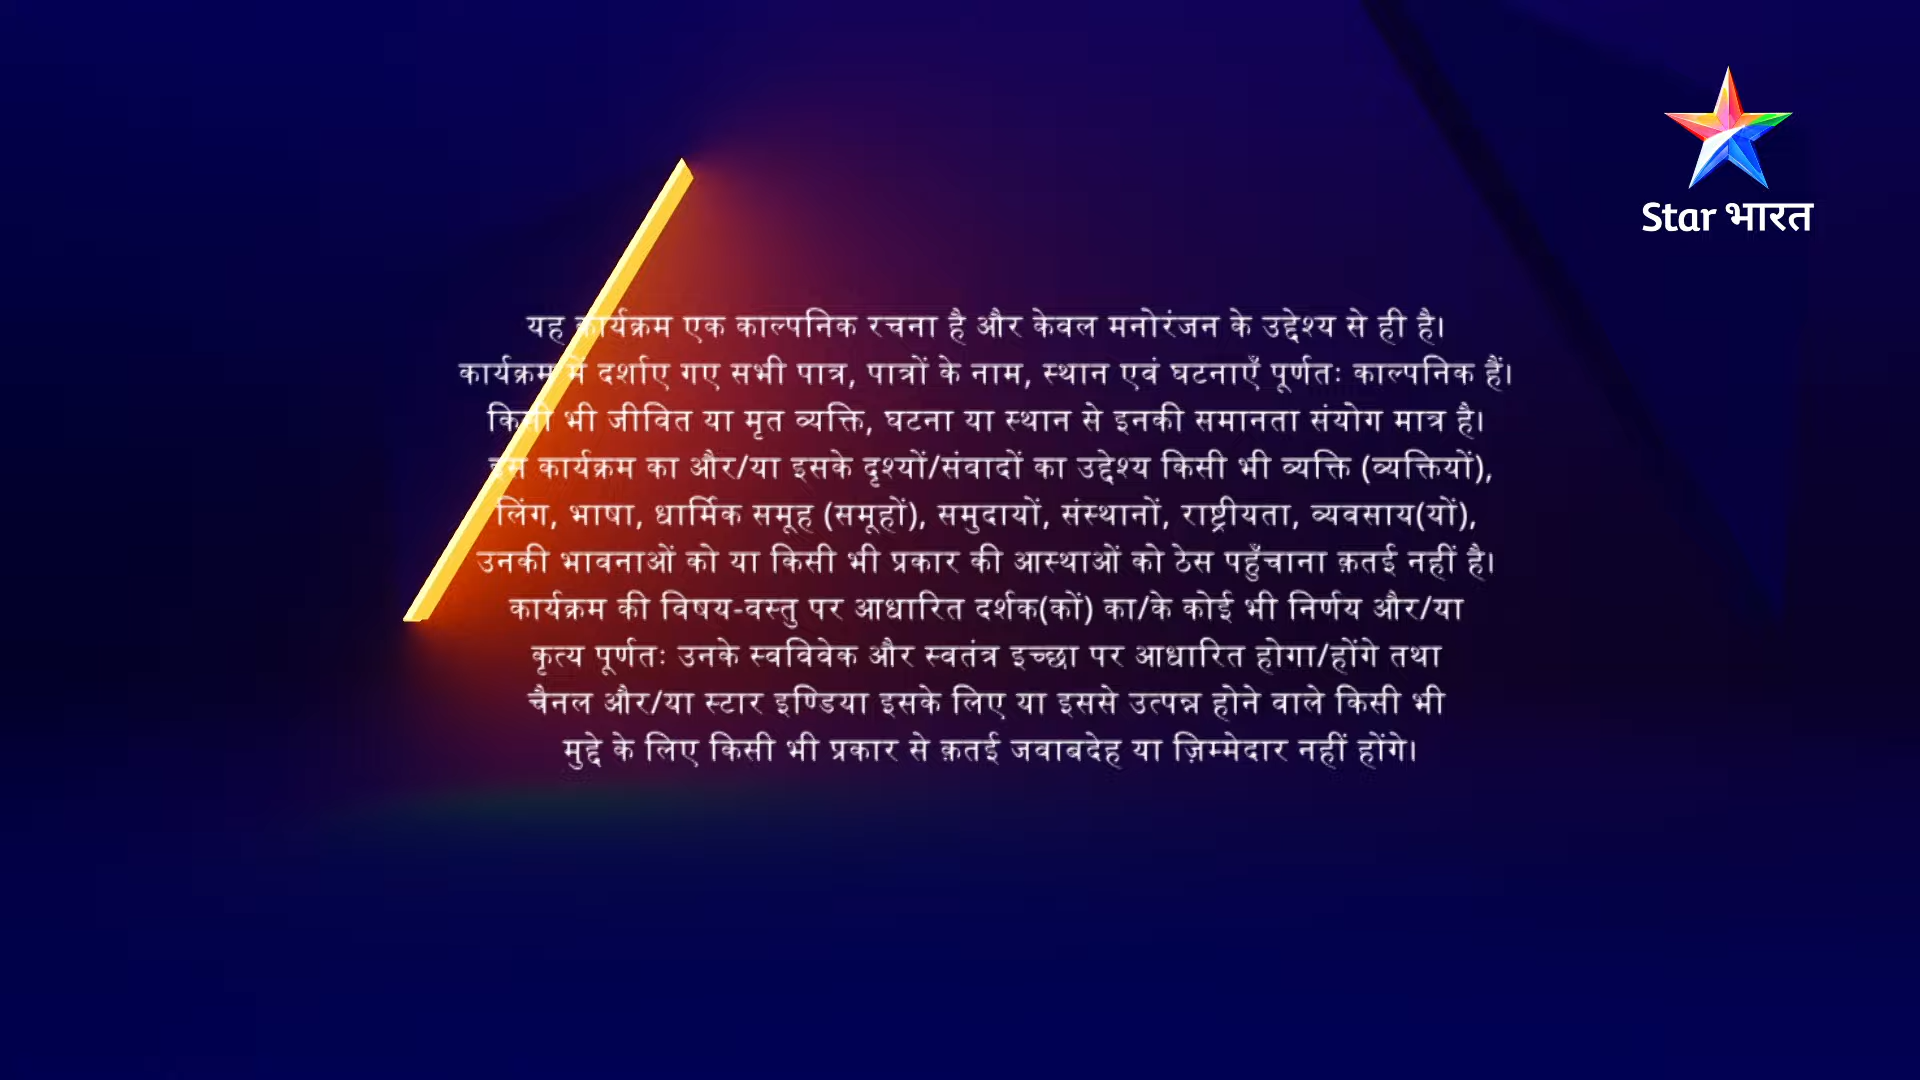 Star भारत
यह कार्यक्रम एक काल्पनिक रचना है और केवल मनोरंजन के उद्देश्य से ही है।
कार्यक्रम में दर्शाए गए सभी पात्र, पात्रों के नाम, स्थान एवं घटनाएँ पूर्णतः काल्पनिक हैं।
किसी भी जीवित या मृत व्यक्ति, घटना या स्थान से इनकी समानता संयोग मात्र है।
इस कार्यक्रम का और/या इसके दृश्यों/संवादों का उद्देश्य किसी भी व्यक्ति (व्यक्तियों),
लिंग, भाषा, धार्मिक समूह (समूहों), समुदायों, संस्थानों, राष्ट्रीयता, व्यवसाय(यों),
उनकी भावनाओं को या किसी भी प्रकार की आस्थाओं को ठेस पहुँचाना क़तई नहीं है।
कार्यक्रम की विषय-वस्तु पर आधारित दर्शक(कों) का/के कोई भी निर्णय और/या
कृत्य पूर्णतः उनके स्वविवेक और स्वतंत्र इच्छा पर आधारित होगा/होंगे तथा
चैनल और/या स्टार इण्डिया इसके लिए या इससे उत्पन्न होने वाले किसी भी
मुद्दे के लिए किसी भी प्रकार से क़तई जवाबदेह या ज़िम्मेदार नहीं होंगे।